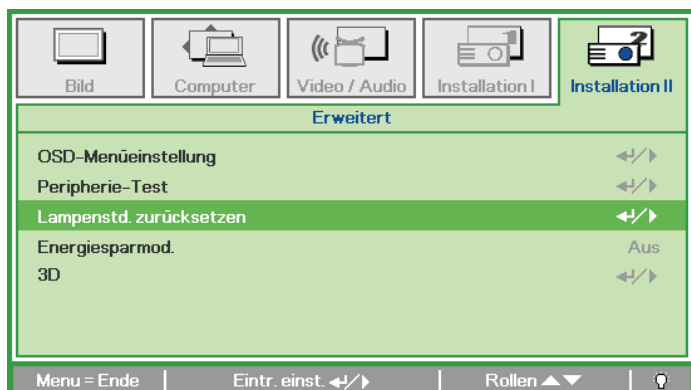 Bild
Computer
Video / Audio
Installation I
Installation II
Erweitert
OSD-Menüeinstellung
Peripherie-Test
Lampenstd. zurücksetzen
Energiesparmod. Aus
3D
Menu = Ende
Eintr. einst. ↵/▶
Rollen ▲▼